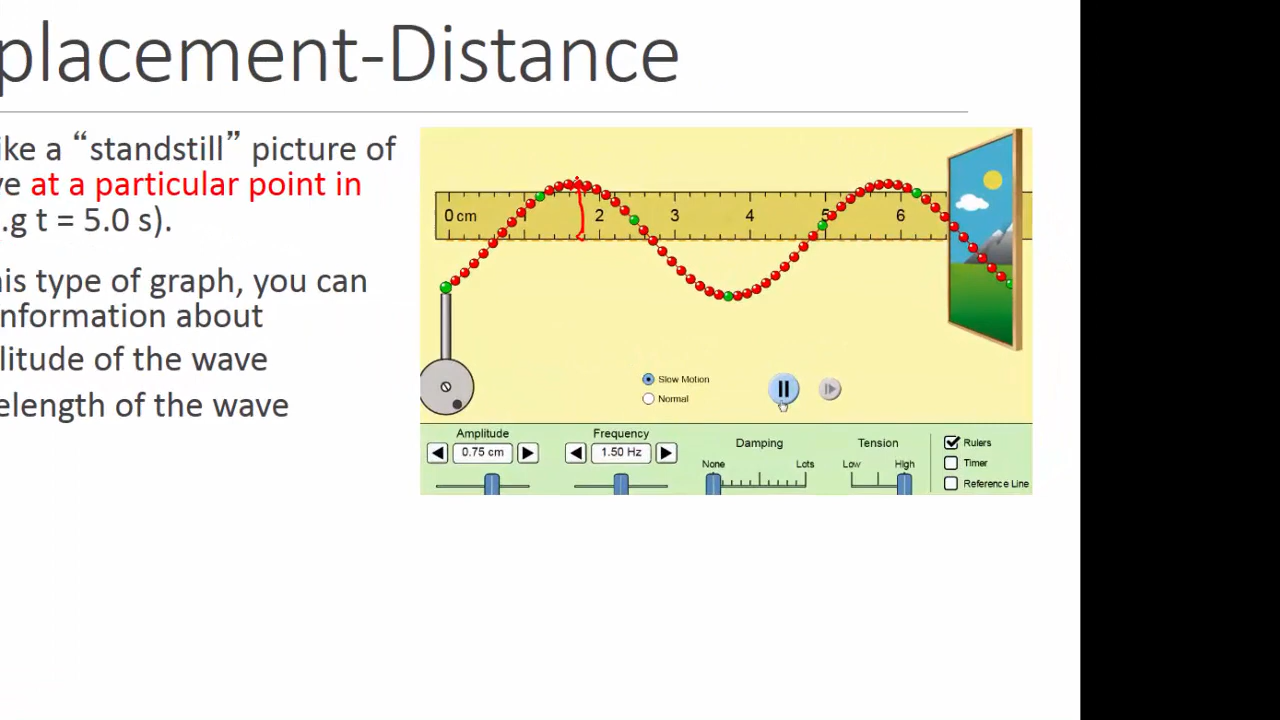 placement-Distance
ike a “standstill” picture of
ve at a particular point in
.g t = 5.0 s).
his type of graph, you can
nformation about
litude of the wave
elength of the wave
0 cm 2 3 4 5 6
Slow Motion
Normal
Amplitude
0.75 cm
Frequency
1.50 Hz
Damping
None Lots
Tension
Low High
Rulers
Timer
Reference Line